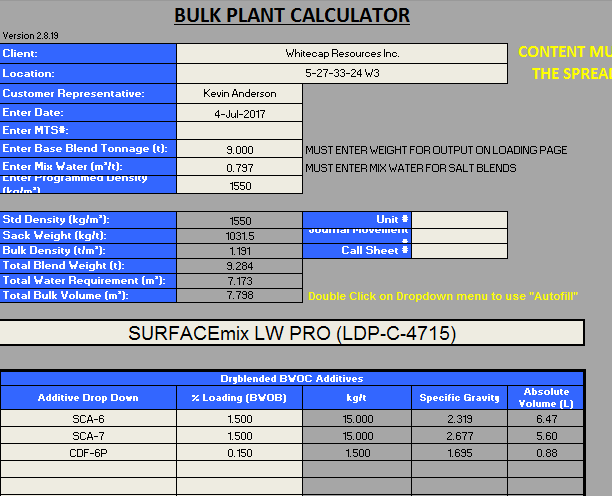 BULK PLANT CALCULATOR
Version 2.8.19
Client: Whitecap Resources Inc.
CONTENT MU
Location: 5-27-33-24 W3
THE SPREA
Customer Representative: Kevin Anderson
Enter Date: 4-Jul-2017
Enter MTS#:
Enter Base Blend Tonnage (t): 9.000 MUST ENTER WEIGHT FOR OUTPUT ON LOADING PAGE
Enter Mix Water (m³/t): 0.797 MUST ENTER MIX WATER FOR SALT BLENDS
Enter Programmed Density (kg/m³) 1550
Std Density (kg/m³): 1550 Unit #
Sack Weight (kg/t): 1031.5 Journal Movement #
Bulk Density (t/m³): 1.191 Call Sheet #
Total Blend Weight (t): 9.284
Total Water Requirement (m³): 7.173
Total Bulk Volume (m³): 7.798 Double Click on Dropdown menu to use "Autofill"
SURFACEmix LW PRO (LDP-C-4715)
Dryblended BWOC Additives
Additive Drop Down % Loading (BWOB) kg/t Specific Gravity Absolute Volume (L)
SCA-6 1.500 15.000 2.319 6.47
SCA-7 1.500 15.000 2.677 5.60
CDF-6P 0.150 1.500 1.695 0.88